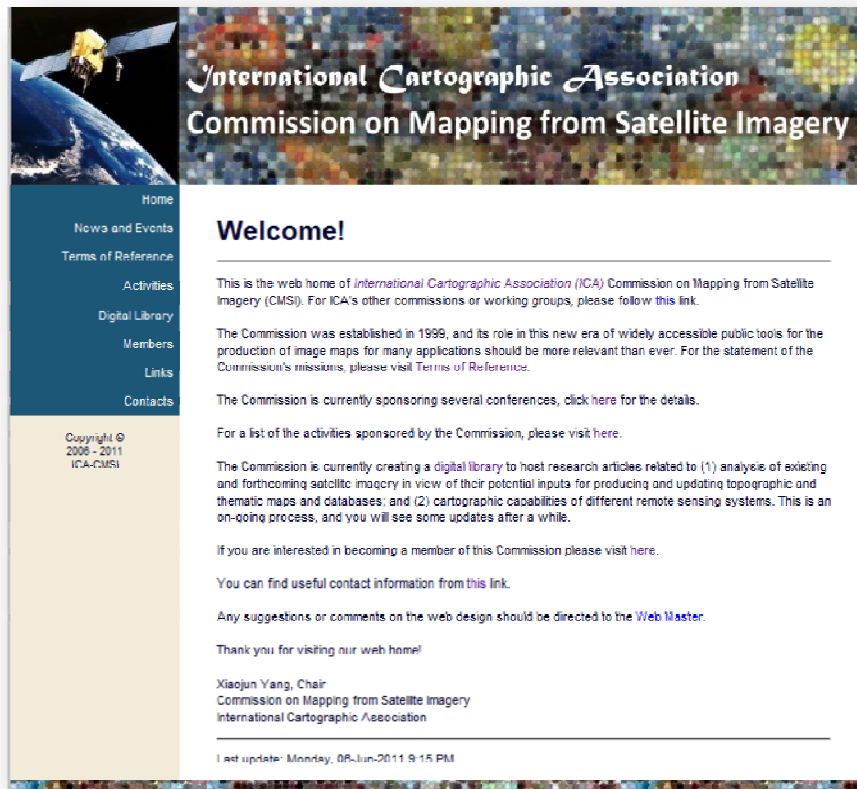 International Cartographic Association
Commission on Mapping from Satellite Imagery
Home
News and Events
Terms of Reference
Activities
Digital Library
Members
Links
Contacts
Copyright ©
2006 - 2011
ICA-CMSI
Welcome!
This is the web home of International Cartographic Association (ICA) Commission on Mapping from Satellite
Imagery (CMSI). For ICA's other commissions or working groups, please follow this link.
The Commission was established in 1999, and its role in this new era of widely accessible public tools for the
production of image maps for many applications should be more relevant than ever. For the statement of the
Commission's missions, please visit Terms of Reference.
The Commission is currently sponsoring several conferences, click here for the details.
For a list of the activities sponsored by the Commission, please visit here.
The Commission is currently creating a digital library to host research articles related to (1) analysis of existing
and forthcoming satellite imagery in view of their potential inputs for producing and updating topographic and
thematic maps and databases; and (2) cartographic capabilities of different remote sensing systems. This is an
on-going process, and you will see some updates after a while.
If you are interested in becoming a member of this Commission please visit here.
You can find useful contact information from this link.
Any suggestions or comments on the web design should be directed to the Web Master.
Thank you for visiting our web home!
Xiaojun Yang, Chair
Commission on Mapping from Satellite Imagery
International Cartographic Association
Last update: Monday, 06-Jun-2011 9:15 PM